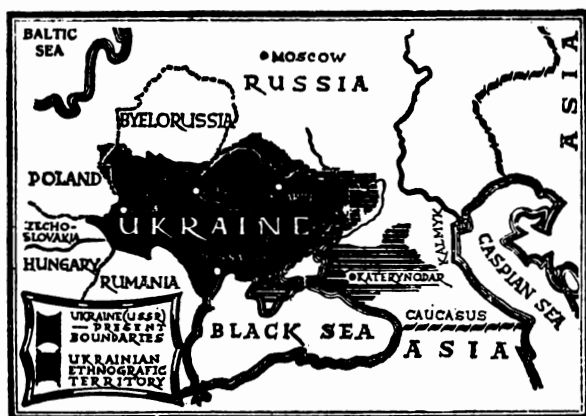 BALTIC
SEA
MOSCOW
RUSSIA
ASIA
BYELORUSSIA
POLAND
UKRAINE
ZECHO-
SLOVAKIA
HUNGARY
RUMANIA
KALMYK
CASPIAN SEA
KATERYNODAR
CAUCASUS
BLACK SEA
ASIA
UKRAINE (USSR)
— PRESENT
BOUNDARIES
UKRAINIAN
ETHNOGRAFIC
TERRITORY